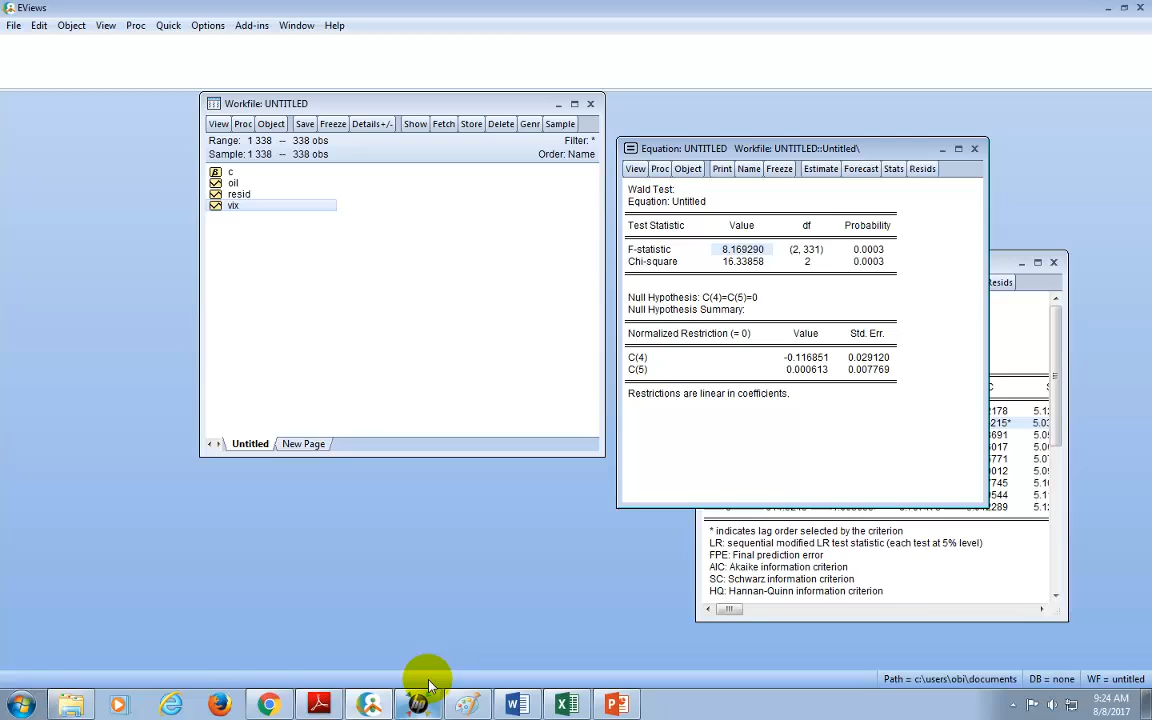 EViews
File Edit Object View Proc Quick Options Add-ins Window Help
Workfile: UNTITLED
View Proc Object Save Freeze Details+/- Show Fetch Store Delete Genr Sample
Range: 1 338 -- 338 obs Filter: *
Sample: 1 338 -- 338 obs Order: Name
c
oil
resid
vix
Untitled New Page
Equation: UNTITLED Workfile: UNTITLED::Untitled\
View Proc Object Print Name Freeze Estimate Forecast Stats Resids
Wald Test:
Equation: Untitled
Test Statistic Value df Probability
F-statistic 8.169290 (2, 331) 0.0003
Chi-square 16.33858 2 0.0003
Null Hypothesis: C(4)=C(5)=0
Null Hypothesis Summary:
Normalized Restriction (= 0) Value Std. Err.
C(4) -0.116851 0.029120
C(5) 0.000613 0.007769
Restrictions are linear in coefficients.
Resids
* indicates lag order selected by the criterion
LR: sequential modified LR test statistic (each test at 5% level)
FPE: Final prediction error
AIC: Akaike information criterion
SC: Schwarz information criterion
HQ: Hannan-Quinn information criterion
Path = c:\users\obi\documents DB = none WF = untitled
9:24 AM
8/8/2017